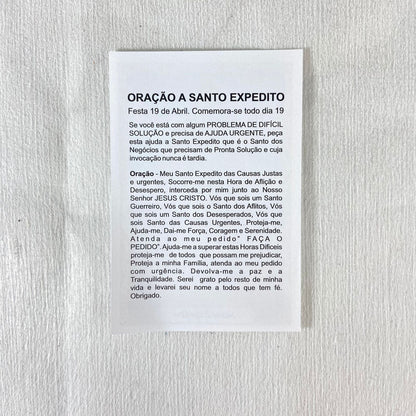 ORAÇÃO A SANTO EXPEDITO
Festa 19 de Abril. Comemora-se todo dia 19
Se você está com algum PROBLEMA DE DIFÍCIL
SOLUÇÃO e precisa de AJUDA URGENTE, peça
esta ajuda a Santo Expedito que é o Santo dos
Negócios que precisam de Pronta Solução e cuja
invocação nunca é tardia.
Oração - Meu Santo Expedito das Causas Justas
e urgentes, Socorre-me nesta Hora de Aflição e
Desespero, interceda por mim junto ao Nosso
Senhor JESUS CRISTO. Vós que sois um Santo
Guerreiro, Vós que sois o Santo dos Aflitos, Vós
que sois um Santo dos Desesperados, Vós que
sois Santo das Causas Urgentes, Proteja-me,
Ajuda-me, Dai-me Força, Coragem e Serenidade.
Atenda ao meu pedido" FAÇA O
PEDIDO". Ajuda-me a superar estas Horas Difíceis
proteja-me de todos que possam me prejudicar,
Proteja a minha Família, atenda ao meu pedido
com urgência. Devolva-me a paz e a
Tranquilidade. Serei grato pelo resto de minha
vida e levarei seu nome a todos que tem fé.
Obrigado.